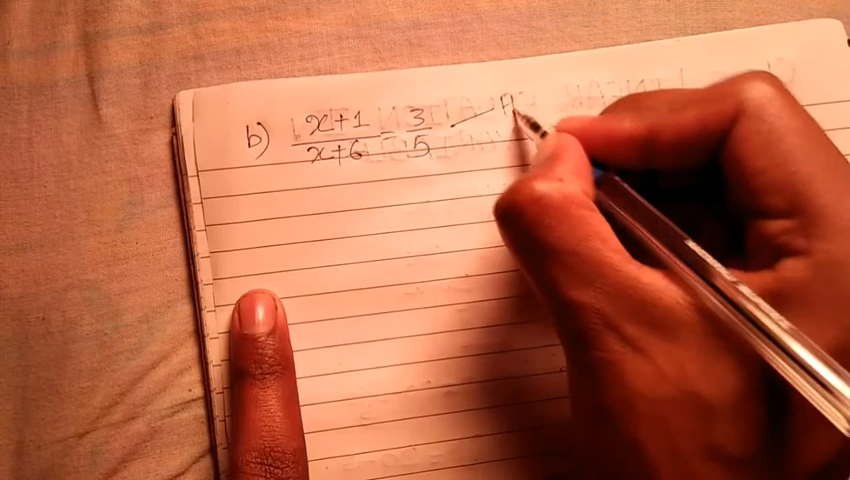 b) x+1/x+6 = 3/5 — A